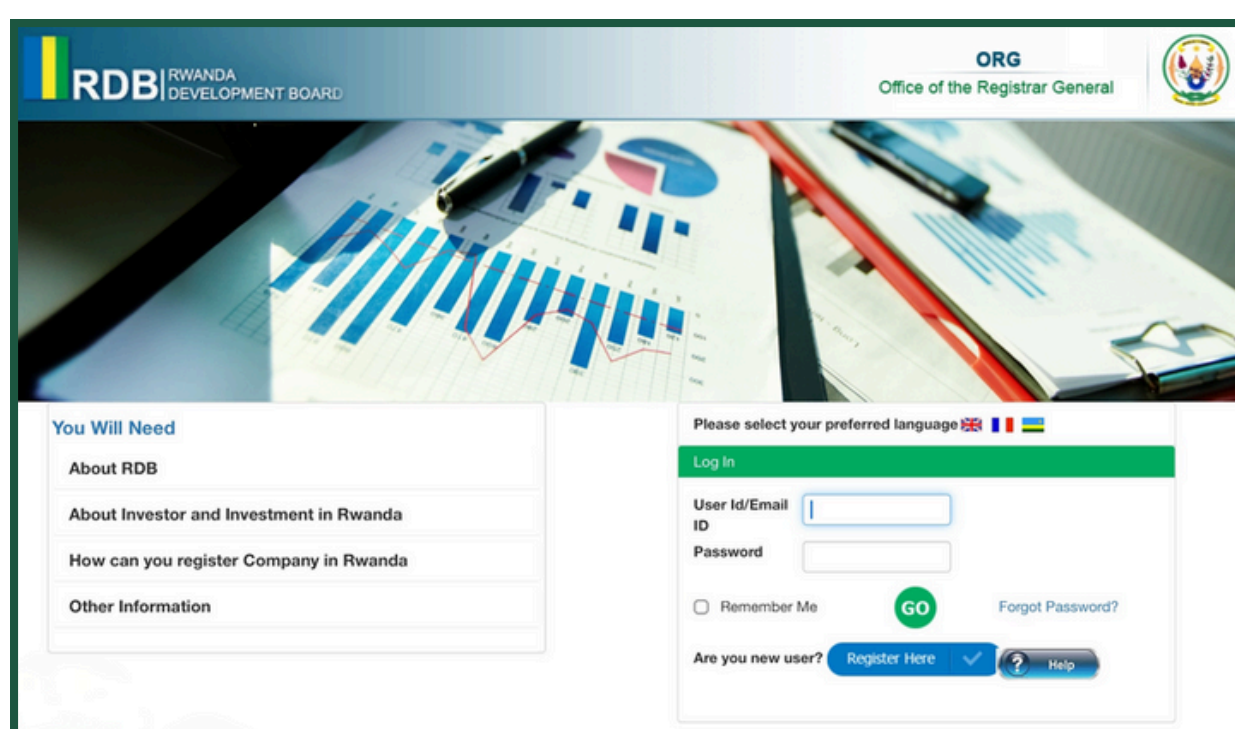 RDB
RWANDA
DEVELOPMENT BOARD
ORG
Office of the Registrar General
You Will Need
About RDB
About Investor and Investment in Rwanda
How can you register Company in Rwanda
Other Information
Please select your preferred language
Log In
User Id/Email
ID
Password
Remember Me
GO
Forgot Password?
Are you new user?
Register Here
? Help